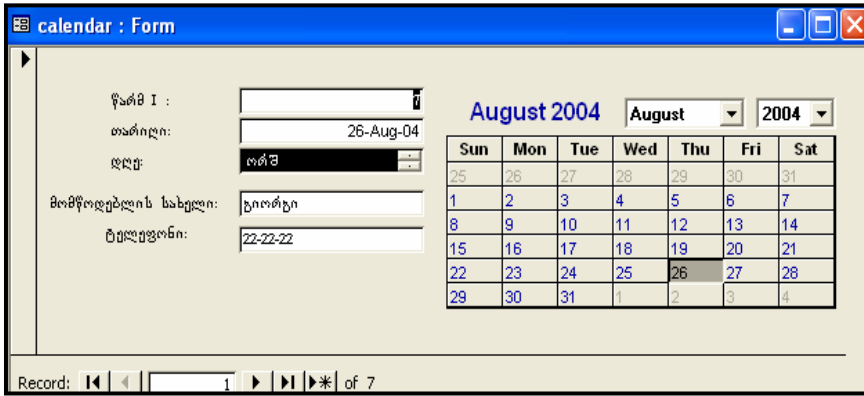 calendar : Form
წარმ I :
თარიღი: 26-Aug-04
დღე: ორშ
მომწოდებლის სახელი: გიორგი
ტელეფონი: 22-22-22
August 2004 August 2004
Sun Mon Tue Wed Thu Fri Sat
25 26 27 28 29 30 31
1 2 3 4 5 6 7
8 9 10 11 12 13 14
15 16 17 18 19 20 21
22 23 24 25 26 27 28
29 30 31 1 2 3 4
Record: 1 of 7